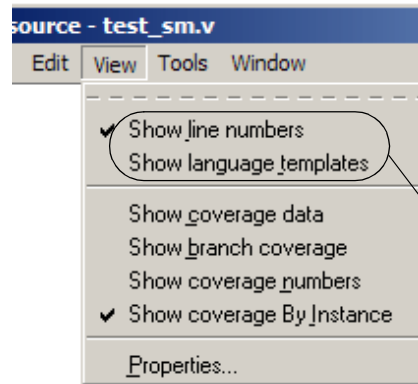 source - test_sm.v
Edit View Tools Window
Show line numbers
Show language templates
Show coverage data
Show branch coverage
Show coverage numbers
Show coverage By Instance
Properties...